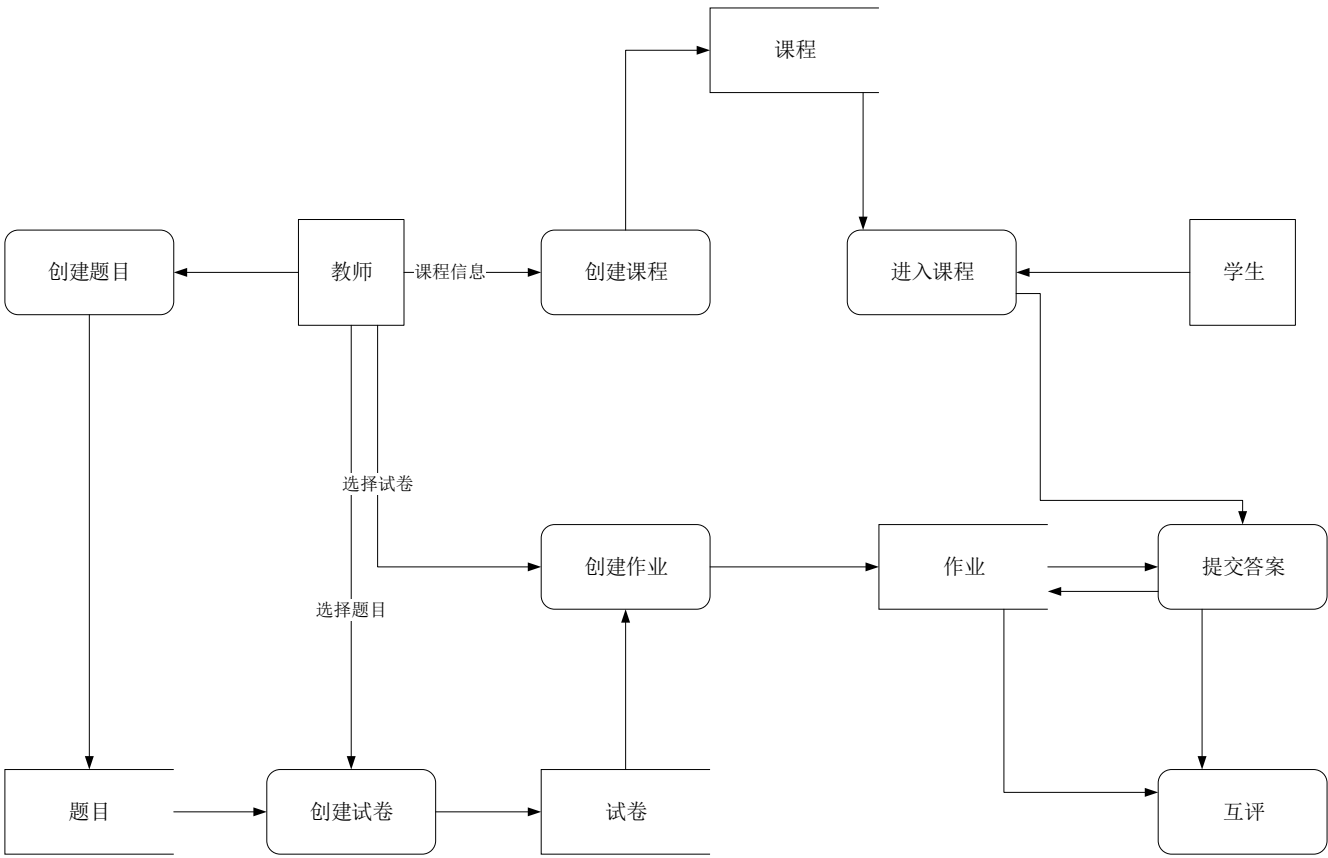 课程
创建题目
教师
课程信息
创建课程
进入课程
学生
选择试卷
创建作业
作业
提交答案
选择题目
题目
创建试卷
试卷
互评